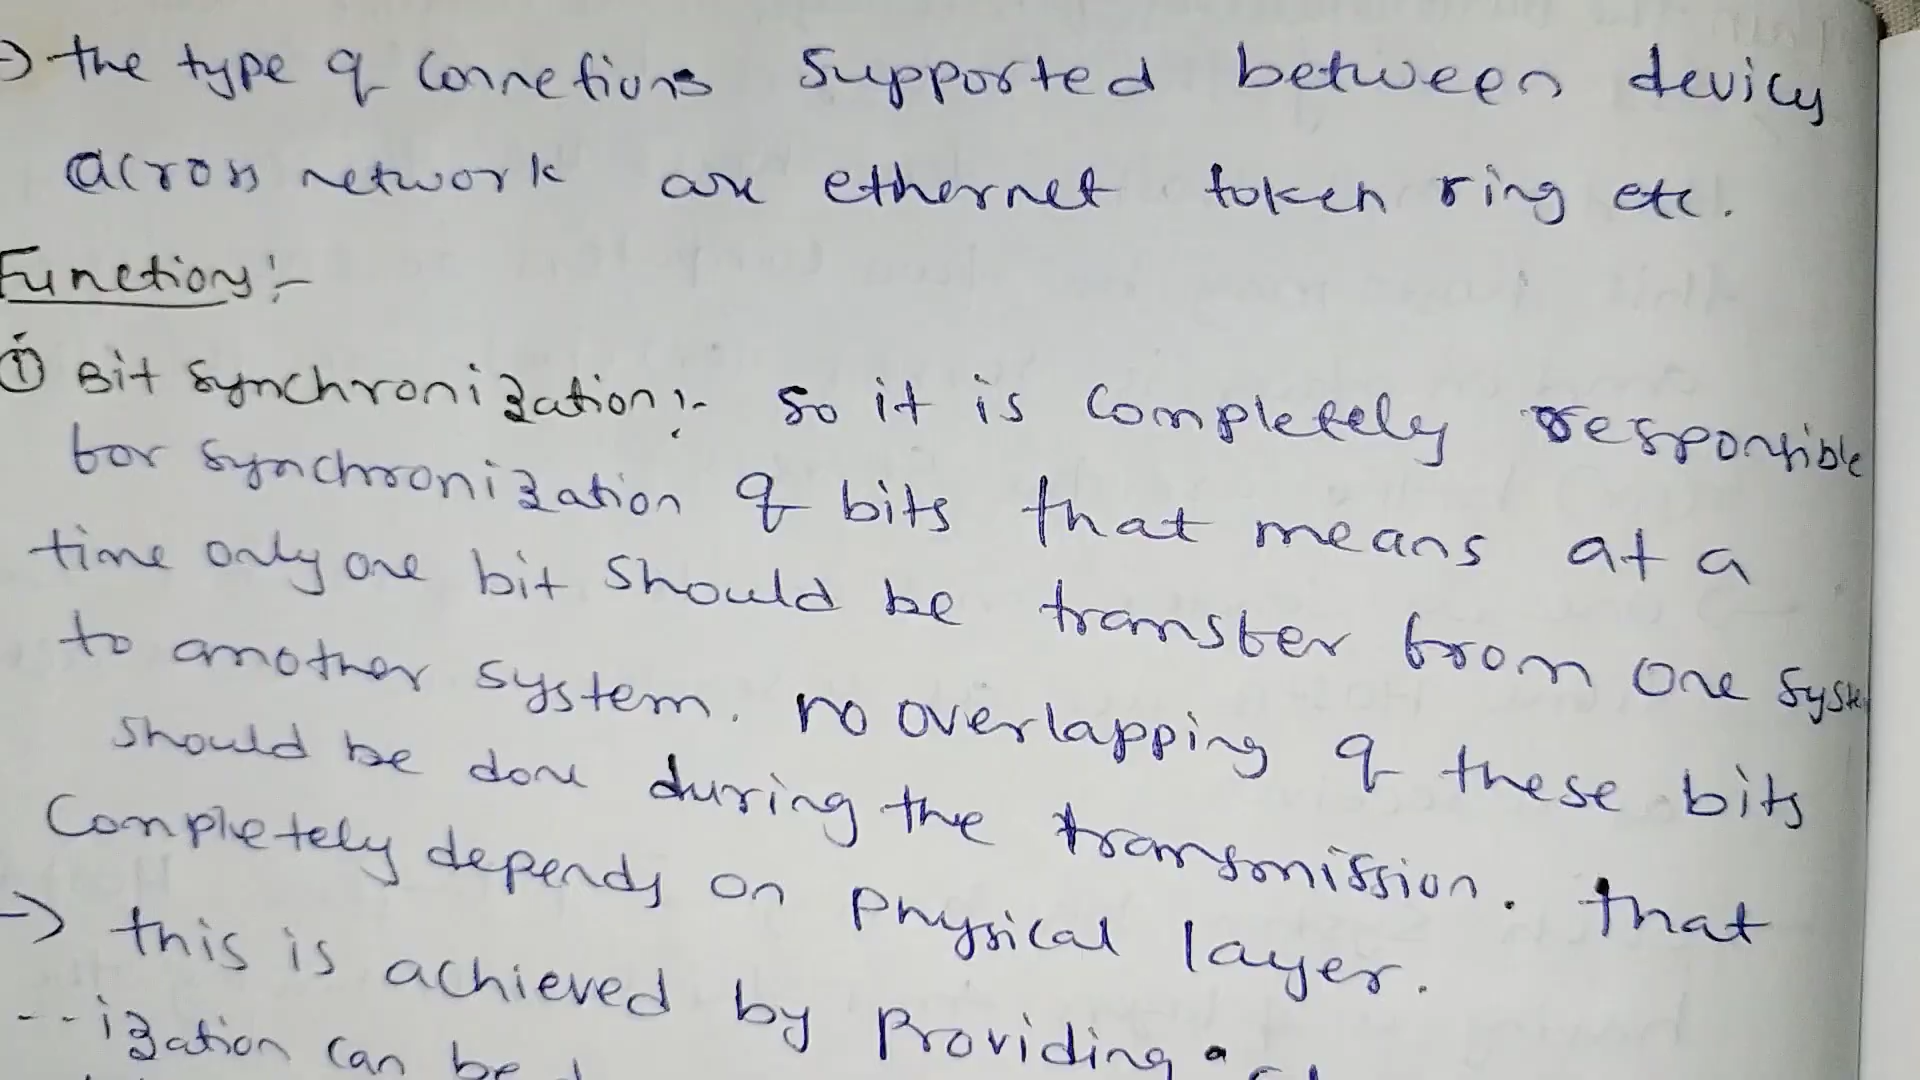 → the type of Connetions Supported between devices
across network are ethernet token ring etc.
Functions:-
① Bit Synchronization:- So it is Completely responsible
for Synchronization of bits that means at a
time only one bit should be transfer from one Syste
to another system. no overlapping of these bits
should be done during the transmission. that
Completely depends on Physical layer.
→ this is achieved by Providing a
ization can be